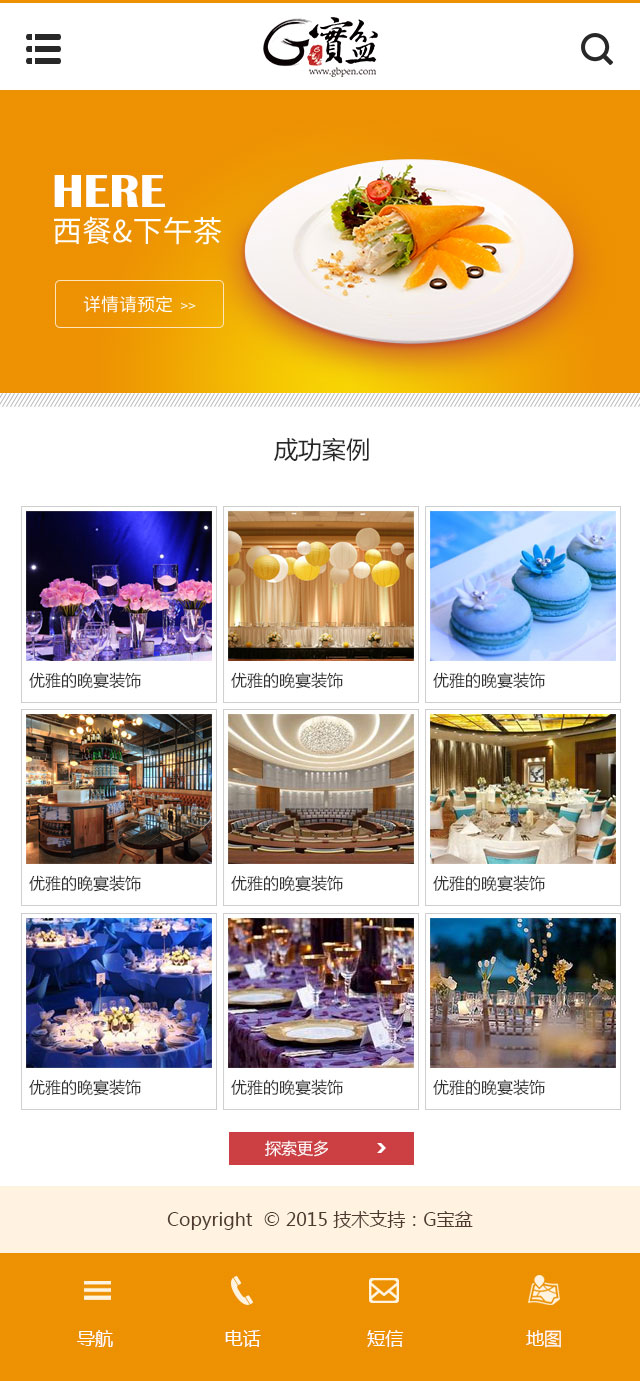 G寶盆
www.gbpen.com
HERE
西餐&下午茶
详情请预定 >>
成功案例
优雅的晚宴装饰 优雅的晚宴装饰 优雅的晚宴装饰
优雅的晚宴装饰 优雅的晚宴装饰 优雅的晚宴装饰
优雅的晚宴装饰 优雅的晚宴装饰 优雅的晚宴装饰
探索更多
Copyright © 2015 技术支持：G宝盆
导航 电话 短信 地图